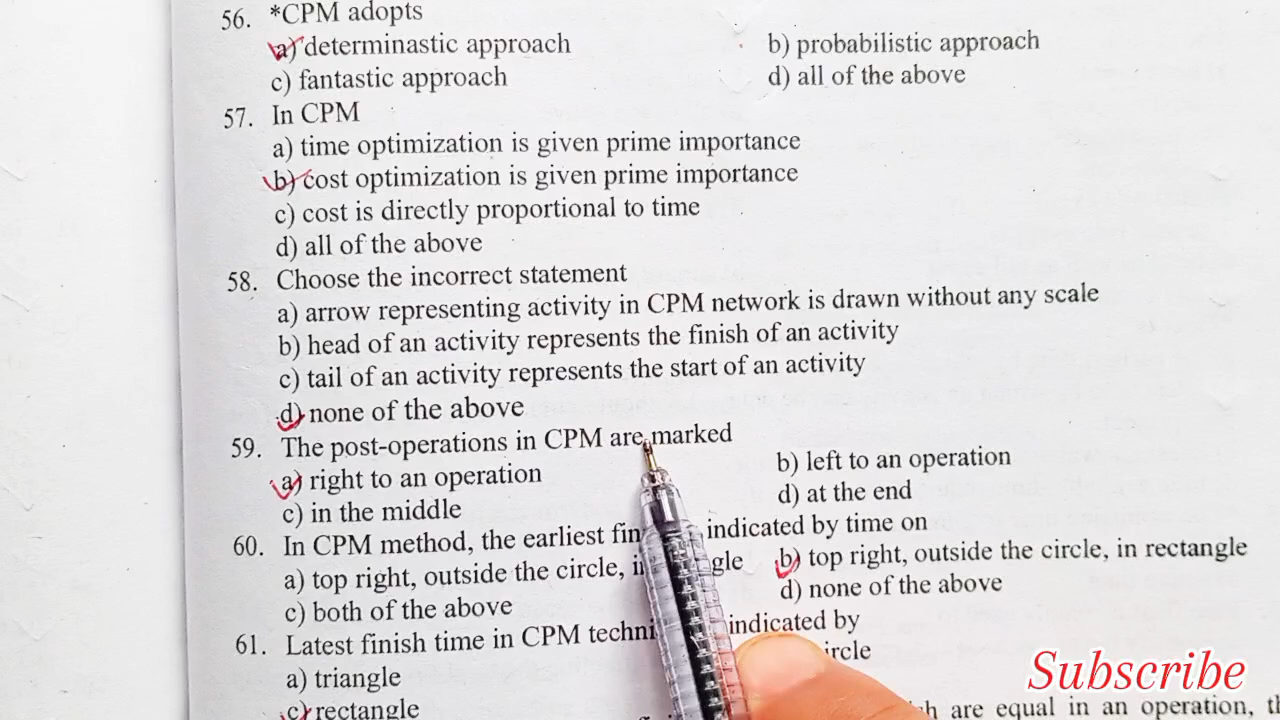 56. *CPM adopts
a) determinastic approach b) probabilistic approach
c) fantastic approach d) all of the above
57. In CPM
a) time optimization is given prime importance
b) cost optimization is given prime importance
c) cost is directly proportional to time
d) all of the above
58. Choose the incorrect statement
a) arrow representing activity in CPM network is drawn without any scale
b) head of an activity represents the finish of an activity
c) tail of an activity represents the start of an activity
d) none of the above
59. The post-operations in CPM are marked
a) right to an operation b) left to an operation
c) in the middle d) at the end
60. In CPM method, the earliest indicated by time on
a) top right, outside the circle, b) top right, outside the circle, in rectangle
c) both of the above d) none of the above
61. Latest finish time in CPM indicated by
a) triangle
c) rectangle are equal in an operation,
Subscribe